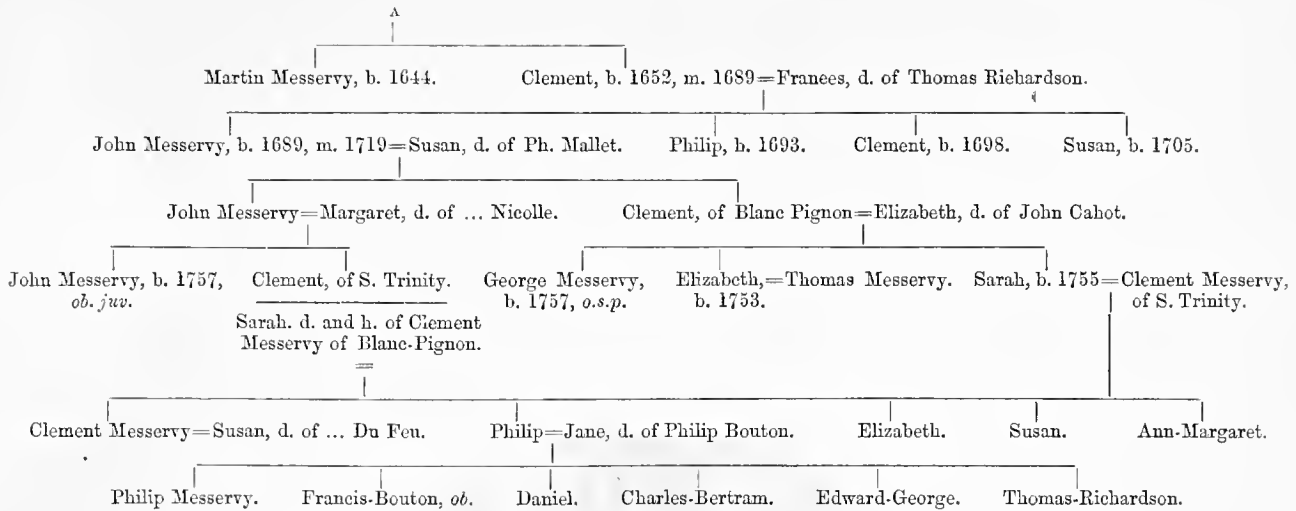 A
Martin Messervy, b. 1644. Clement, b. 1652, m. 1689=Franees, d. of Thomas Riehardson.
John Messervy, b. 1689, m. 1719=Susan, d. of Ph. Mallet. Philip, b. 1693. Clement, b. 1698. Susan, b. 1705.
John Messervy=Margaret, d. of ... Nicolle. Clement, of Blanc Pignon=Elizabeth, d. of John Cabot.
John Messervy, b. 1757, Clement, of S. Trinity. George Messervy, Elizabeth,=Thomas Messervy. Sarah, b. 1755=Clement Messervy,
ob. juv. b. 1757, o.s.p. b. 1753. of S. Trinity.
Sarah. d. and h. of Clement
Messervy of Blanc-Pignon.
=
Clement Messervy=Susan, d. of ... Du Feu. Philip=Jane, d. of Philip Bouton. Elizabeth. Susan. Ann-Margaret.
Philip Messervy. Francis-Bouton, ob. Daniel. Charles-Bertram. Edward-George. Thomas-Richardson.